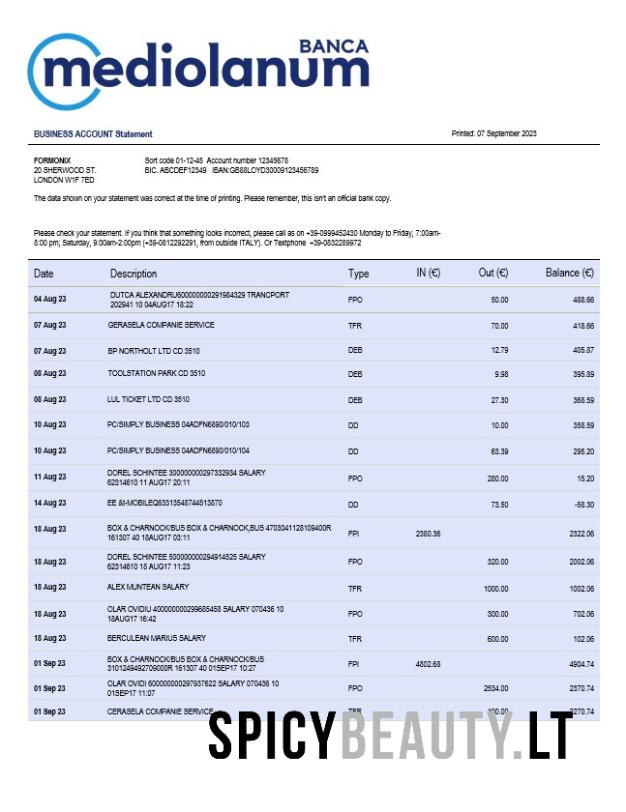 BANCA
mediolanum
BUSINESS ACCOUNT Statement Printed: 07 September 2023
FORMONIX Sort code 01-12-45 Account number 12345678
20 SHERWOOD ST. BIC. ABCDEF12349 IBAN:GB88LOYD30009123456789
LONDON W1F 7ED
The data shown on your statement was correct at the time of printing. Please remember, this isn't an official bank copy.
Please check your statement. If you think that something looks incorrect, please call as on +39-0999452430 Monday to Friday, 7:00am-
8:00 pm; Saturday, 9:00am-2:00pm (+39-0812292291, from outside ITALY). Or Textphone +39-0832289972
Date Description Type IN (€) Out (€) Balance (€)
04 Aug 23 DUTCA ALEXANDRU600000000291984329 TRANCPORT FPO 50.00 488.66
202941 10 04AUG17 18:22
07 Aug 23 GERASELA COMPANIE SERVICE TFR 70.00 418.66
07 Aug 23 BP NORTHOLT LTD CD 3510 DEB 12.79 405.87
08 Aug 23 TOOLSTATION PARK CD 3510 DEB 9.98 395.89
08 Aug 23 LUL TICKET LTD CD 3510 DEB 27.30 368.59
10 Aug 23 PC/SIMPLY BUSINESS 04ADFN6890/010/103 DD 10.00 358.59
10 Aug 23 PC/SIMPLY BUSINESS 04ADFN6890/010/104 DD 63.39 295.20
11 Aug 23 DOREL SCHINTEE 300000000297332934 SALARY FPO 280.00 15.20
62314610 11 AUG17 20:11
14 Aug 23 EE &t-MOBILEQ63313548744513870 DD 73.50 -58.30
18 Aug 23 BOX & CHARNOCK/BUS BOX & CHARNOCK,BUS 4703041128109400R FPI 2380.36 2322.06
161307 40 18AUG17 03:11
18 Aug 23 DOREL SCHINTEE 500000000294914525 SALARY FPO 320.00 2002.06
62314610 18 AUG17 11:23
18 Aug 23 ALEX MUNTEAN SALARY TFR 1000.00 1002.06
18 Aug 23 OLAR OVIDIU 400000000299685458 SALARY 070436 10 FPO 300.00 702.06
18AUG17 16:42
18 Aug 23 BERCULEAN MARIUS SALARY TFR 600.00 102.06
01 Sep 23 BOX & CHARNOCK/BUS BOX & CHARNOCK/BUS FPI 4802.68 4904.74
3101249492709000R 161307 40 01SEP17 10:27
01 Sep 23 OLAR OVIDI 600000000297937622 SALARY 070436 10 FPO 2534.00 2370.74
01SEP17 11:07
01 Sep 23 CERASELA COMPANIE SERVICE TFR 100.00 2270.74
SPICYBEAUTY.LT